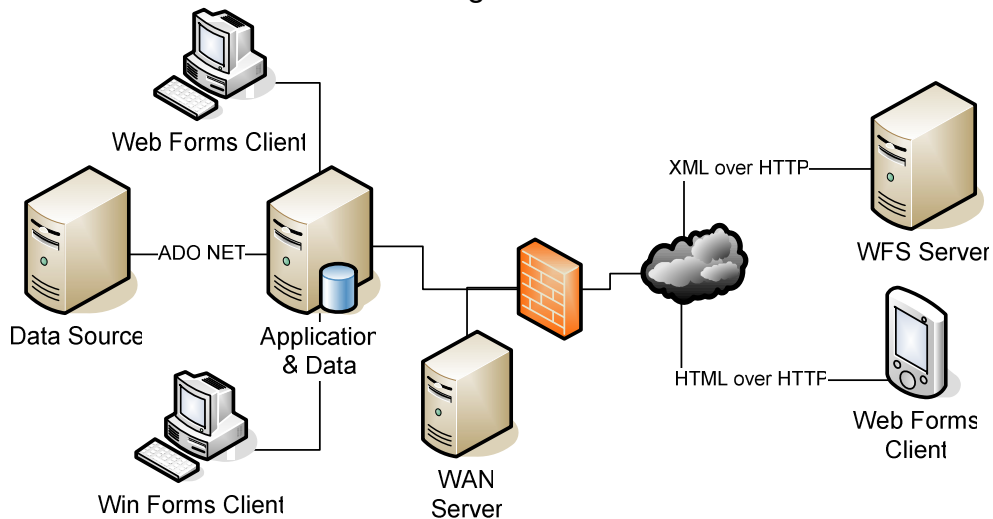 Web Forms Client
XML over HTTP
WFS Server
ADO NET
Data Source
Application
& Data
HTML over HTTP
Web Forms
Client
WAN
Server
Win Forms Client